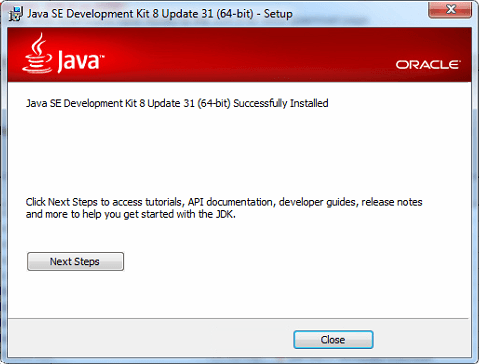 Java SE Development Kit 8 Update 31 (64-bit) - Setup
Java™
ORACLE®
Java SE Development Kit 8 Update 31 (64-bit) Successfully Installed
Click Next Steps to access tutorials, API documentation, developer guides, release notes
and more to help you get started with the JDK.
Next Steps
Close